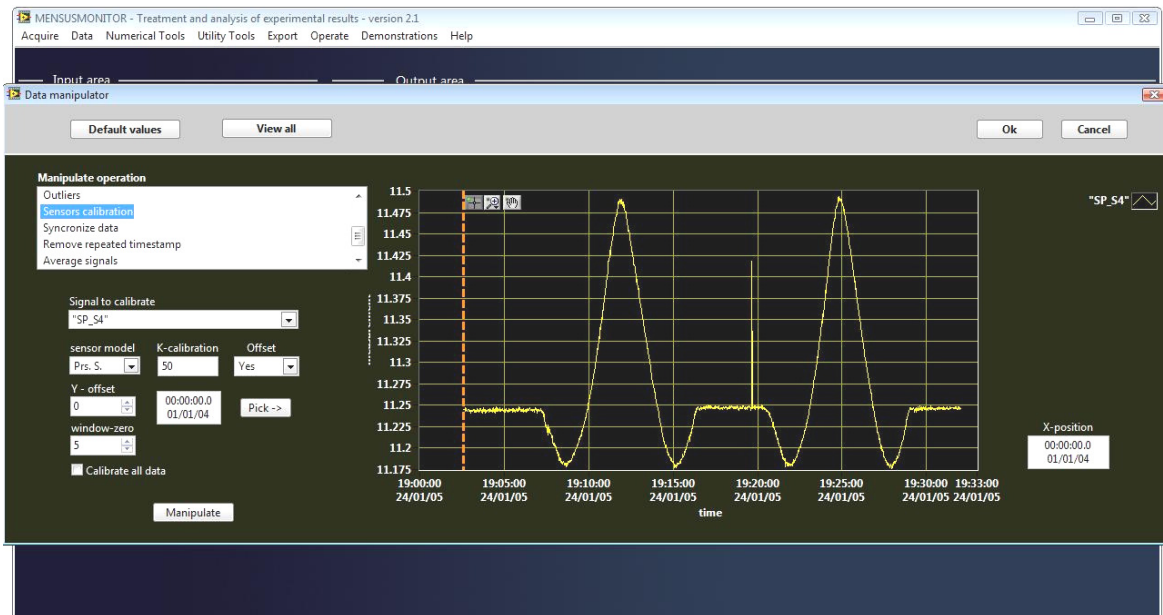 MENSUSMONITOR - Treatment and analysis of experimental results - version 2.1
Acquire Data Numerical Tools Utility Tools Export Operate Demonstrations Help
Input area Output area
Data manipulator
Default values View all Ok Cancel
Manipulate operation
Outliers
Sensors calibration
Syncronize data
Remove repeated timestamp
Average signals
Signal to calibrate
"SP_S4"
sensor model K-calibration Offset
Prs. S. 50 Yes
Y - offset
0
00:00:00.0
01/01/04
Pick ->
window-zero
5
Calibrate all data
Manipulate
11.5
11.475
11.45
11.425
11.4
11.375
11.35
11.325
11.3
11.275
11.25
11.225
11.2
11.175
19:00:00 19:05:00 19:10:00 19:15:00 19:20:00 19:25:00 19:30:00 19:33:00
24/01/05 24/01/05 24/01/05 24/01/05 24/01/05 24/01/05 24/01/05 24/01/05
time
"SP_S4"
X-position
00:00:00.0
01/01/04